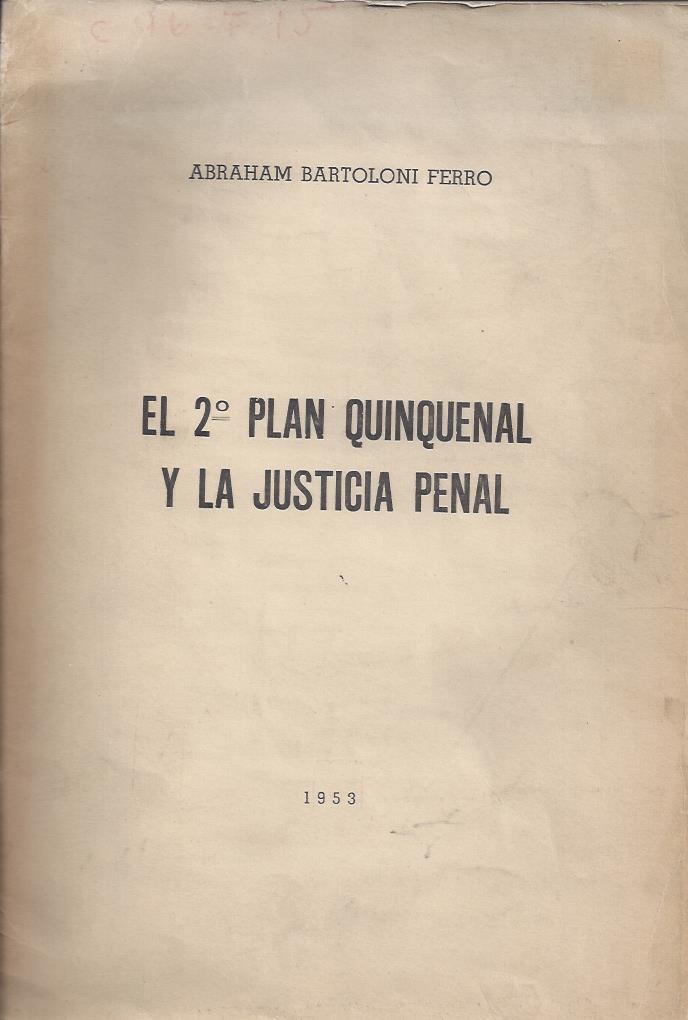 ABRAHAM BARTOLONI FERRO
EL 2º PLAN QUINQUENAL
Y LA JUSTICIA PENAL
1953